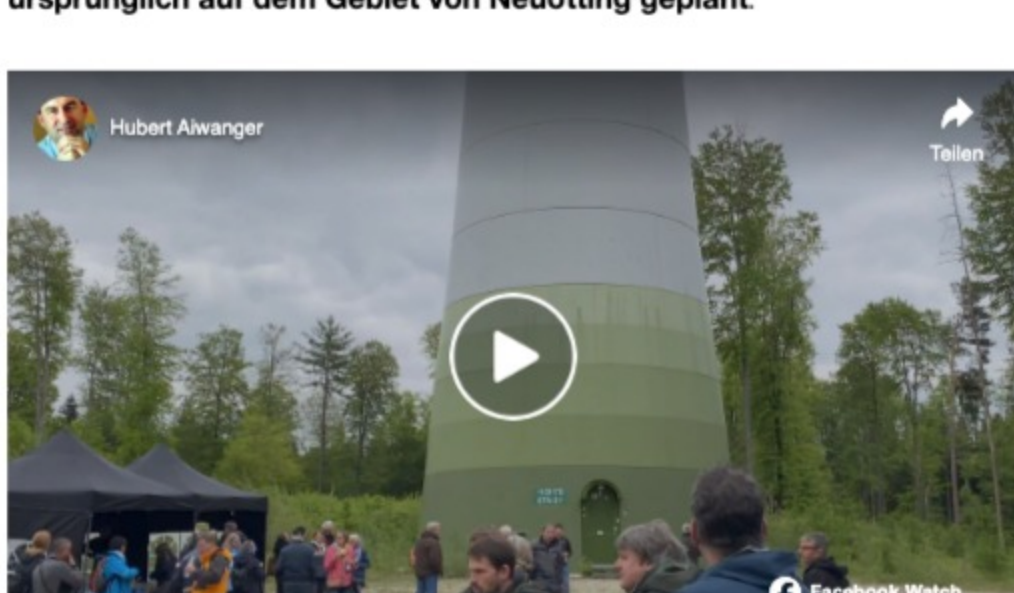 ursprünglich auf dem Gebiet von Neuötting geplant.
Hubert Aiwanger
Teilen
Facebook Watch